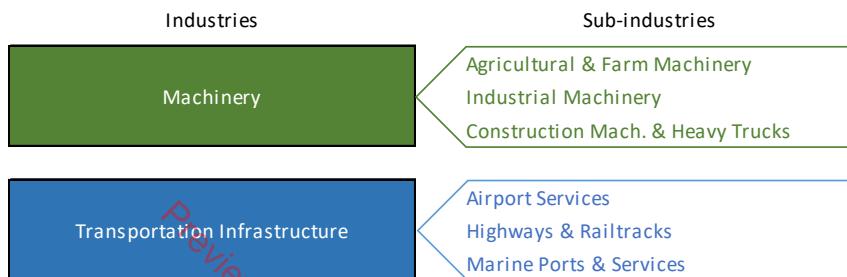 Industries
Sub-industries
Machinery
Agricultural & Farm Machinery
Industrial Machinery
Construction Mach. & Heavy Trucks
Transportation Infrastructure
Airport Services
Highways & Railtracks
Marine Ports & Services